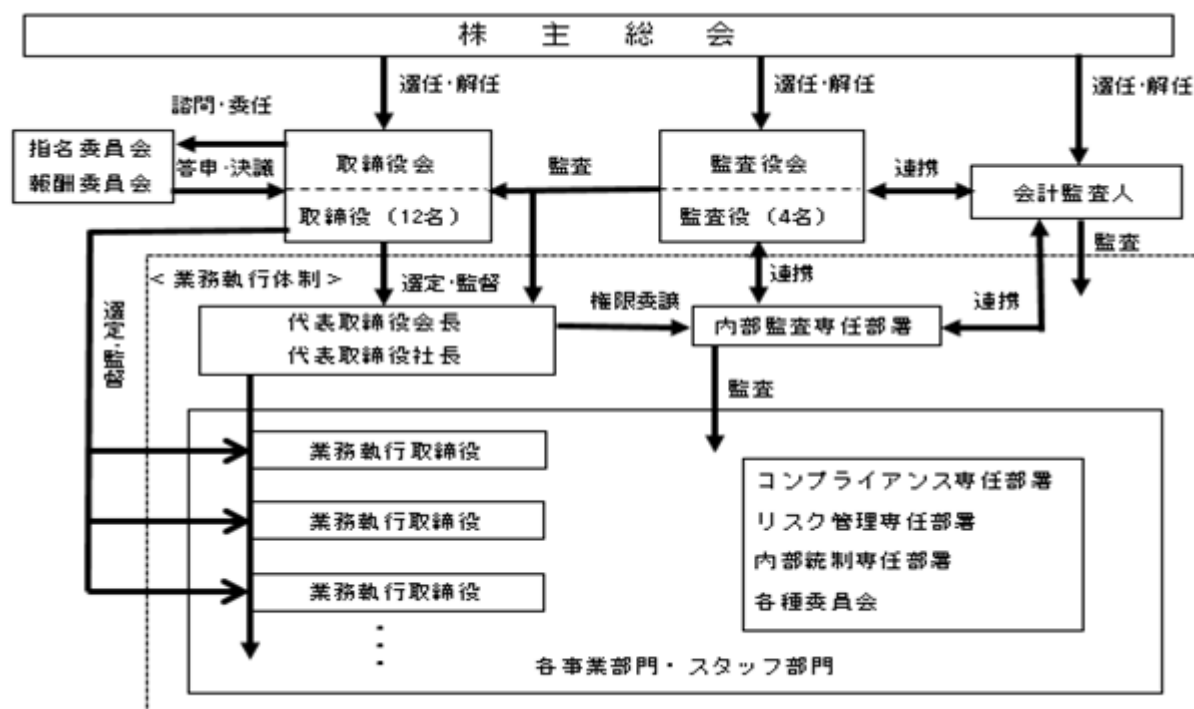 株主総会
選任・解任
選任・解任
選任・解任
諮問・委任
指名委員会
報酬委員会
答申・決議
取締役会
取締役（12名）
監査
監査役会
監査役（4名）
連携
会計監査人
監査
＜業務執行体制＞
選定・監督
選定・監督
連携
代表取締役会長
代表取締役社長
権限委譲
内部監査専任部署
連携
監査
業務執行取締役
業務執行取締役
業務執行取締役
・・・
コンプライアンス専任部署
リスク管理専任部署
内部統制専任部署
各種委員会
各事業部門・スタッフ部門